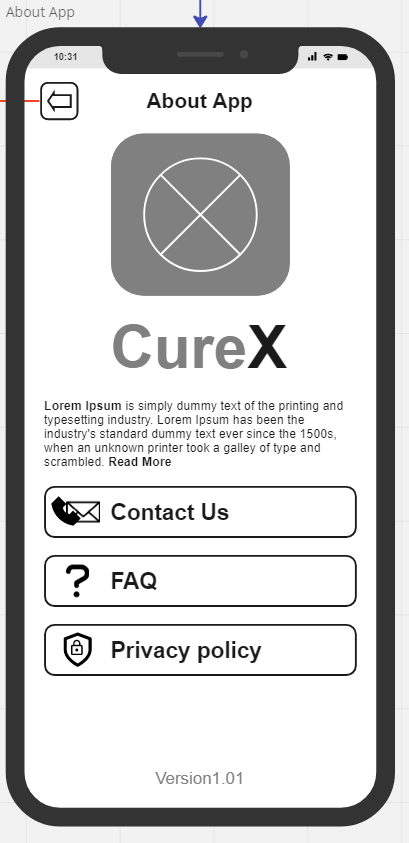 About App
10:31
About App
CureX
Lorem Ipsum is simply dummy text of the printing and
typesetting industry. Lorem Ipsum has been the
industry's standard dummy text ever since the 1500s,
when an unknown printer took a galley of type and
scrambled. Read More
Contact Us
FAQ
Privacy policy
Version1.01